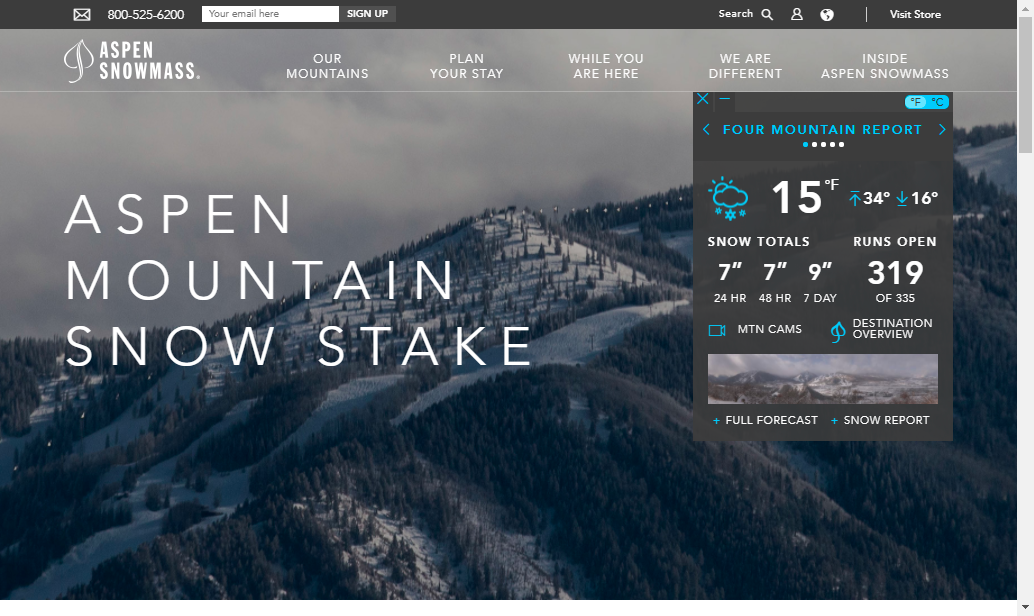 800-525-6200
Your email here
SIGN UP
Search
Visit Store
ASPEN
SNOWMASS®
OUR
MOUNTAINS
PLAN
YOUR STAY
WHILE YOU
ARE HERE
WE ARE
DIFFERENT
INSIDE
ASPEN SNOWMASS
ASPEN
MOUNTAIN
SNOW STAKE
°F °C
FOUR MOUNTAIN REPORT
15°F 34° 16°
SNOW TOTALS
7” 7” 9”
24 HR 48 HR 7 DAY
RUNS OPEN
319
OF 335
MTN CAMS
DESTINATION
OVERVIEW
+ FULL FORECAST + SNOW REPORT